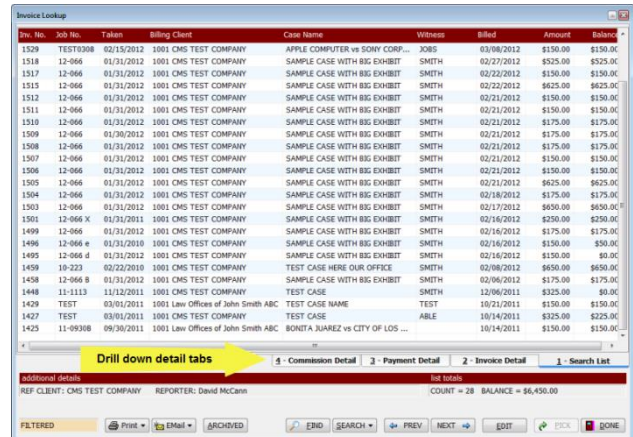 Invoice Lookup
Inv. No. Job No. Taken Billing Client Case Name Witness Billed Amount Balance
1529 TEST0308 02/15/2012 1001 CMS TEST COMPANY APPLE COMPUTER vs SONY CORP... JOBS 03/08/2012 $150.00 $150.00
1518 12-066 01/31/2012 1001 CMS TEST COMPANY SAMPLE CASE WITH BIG EXHIBIT SMITH 02/27/2012 $525.00 $525.00
1517 12-066 01/31/2012 1001 CMS TEST COMPANY SAMPLE CASE WITH BIG EXHIBIT SMITH 02/22/2012 $150.00 $150.00
1515 12-066 01/31/2012 1001 CMS TEST COMPANY SAMPLE CASE WITH BIG EXHIBIT SMITH 02/22/2012 $625.00 $625.00
1512 12-066 01/31/2012 1001 CMS TEST COMPANY SAMPLE CASE WITH BIG EXHIBIT SMITH 02/21/2012 $150.00 $150.00
1511 12-066 01/31/2012 1001 CMS TEST COMPANY SAMPLE CASE WITH BIG EXHIBIT SMITH 02/21/2012 $150.00 $150.00
1510 12-066 01/31/2012 1001 CMS TEST COMPANY SAMPLE CASE WITH BIG EXHIBIT SMITH 02/21/2012 $175.00 $175.00
1509 12-066 01/30/2012 1001 CMS TEST COMPANY SAMPLE CASE WITH BIG EXHIBIT SMITH 02/21/2012 $175.00 $175.00
1508 12-066 01/31/2012 1001 CMS TEST COMPANY SAMPLE CASE WITH BIG EXHIBIT SMITH 02/21/2012 $175.00 $175.00
1507 12-066 01/31/2012 1001 CMS TEST COMPANY SAMPLE CASE WITH BIG EXHIBIT SMITH 02/21/2012 $150.00 $150.00
1506 12-066 01/31/2012 1001 CMS TEST COMPANY SAMPLE CASE WITH BIG EXHIBIT SMITH 02/21/2012 $150.00 $150.00
1505 12-066 01/31/2012 1001 CMS TEST COMPANY SAMPLE CASE WITH BIG EXHIBIT SMITH 02/21/2012 $625.00 $625.00
1504 12-066 01/31/2012 1001 CMS TEST COMPANY SAMPLE CASE WITH BIG EXHIBIT SMITH 02/18/2012 $175.00 $175.00
1503 12-066 01/31/2012 1001 CMS TEST COMPANY SAMPLE CASE WITH BIG EXHIBIT SMITH 02/17/2012 $650.00 $650.00
1501 12-066 X 01/31/2011 1001 CMS TEST COMPANY SAMPLE CASE WITH BIG EXHIBIT SMITH 02/16/2012 $250.00 $250.00
1499 12-066 01/31/2012 1001 CMS TEST COMPANY SAMPLE CASE WITH BIG EXHIBIT SMITH 02/16/2012 $175.00 $175.00
1496 12-066 e 01/31/2010 1001 CMS TEST COMPANY SAMPLE CASE WITH BIG EXHIBIT SMITH 02/16/2012 $150.00 $50.00
1495 12-066 d 01/31/2012 1001 CMS TEST COMPANY SAMPLE CASE WITH BIG EXHIBIT SMITH 02/16/2012 $150.00 $0.00
1459 10-223 02/22/2010 1001 CMS TEST COMPANY TEST CASE HERE OUR OFFICE SMITH 02/08/2012 $650.00 $650.00
1458 12-066 B 01/31/2012 1001 CMS TEST COMPANY SAMPLE CASE WITH BIG EXHIBIT SMITH 02/06/2012 $175.00 $175.00
1448 11-1113 11/12/2011 1001 CMS TEST COMPANY TEST CASE SMITH 12/06/2011 $325.00 $0.00
1429 TEST 03/01/2011 1001 Law Offices of John Smith ABC TEST CASE NAME TEST 10/21/2011 $150.00 $150.00
1427 TEST 03/01/2011 1001 CMS TEST COMPANY TEST CASE ABLE 10/14/2011 $325.00 $225.00
1425 11-0930B 09/30/2011 1001 Law Offices of John Smith ABC BONITA JUAREZ vs CITY OF LOS ... 10/14/2011 $150.00 $150.00
Drill down detail tabs 4 - Commission Detail 3 - Payment Detail 2 - Invoice Detail 1 - Search List
additional details list totals
REF CLIENT: CMS TEST COMPANY REPORTER: David McCann COUNT = 28 BALANCE = $6,450.00
FILTERED Print EMail ARCHIVED FIND SEARCH PREV NEXT EDIT PICK DONE